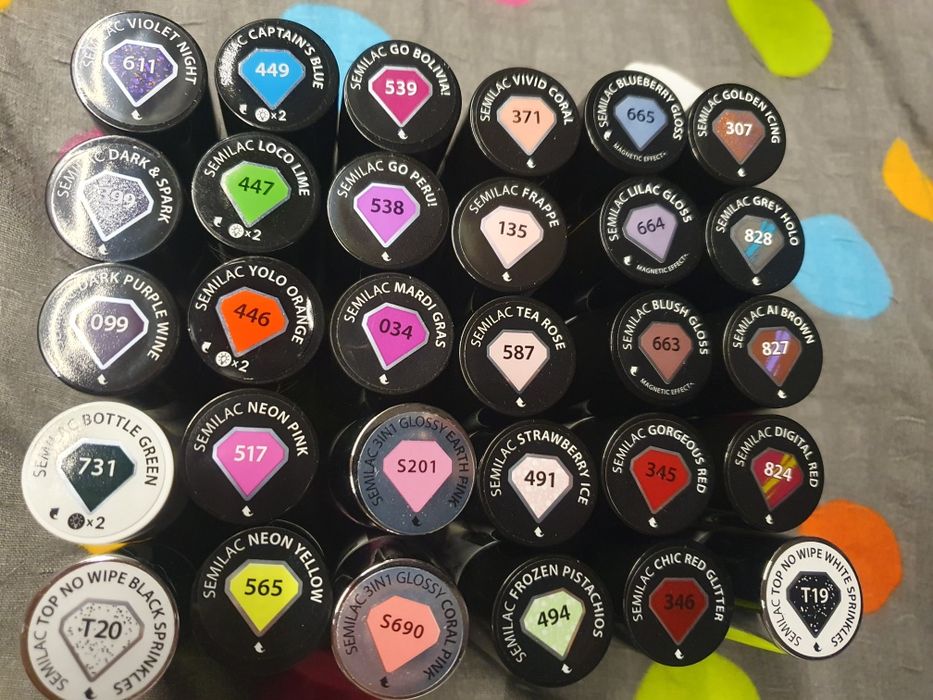 SEMILAC VIOLET NIGHT
611
SEMILAC CAPTAIN'S BLUE
449
×2
SEMILAC GO BOLIVIA!
539
SEMILAC VIVID CORAL
371
SEMILAC BLUEBERRY GLOSS
665
MAGNETIC EFFECT
SEMILAC GOLDEN ICING
307
SEMILAC DARK & SPARK
SEMILAC LOCO LIME
447
×2
SEMILAC GO PERU!
538
SEMILAC FRAPPE
135
SEMILAC LILAC GLOSS
664
MAGNETIC EFFECT
SEMILAC GREY HOLO
828
DARK PURPLE WINE
099
SEMILAC YOLO ORANGE
446
×2
SEMILAC MARDI GRAS
034
SEMILAC TEA ROSE
587
SEMILAC BLUSH GLOSS
663
MAGNETIC EFFECT
SEMILAC AI BROWN
827
SEMILAC BOTTLE GREEN
731
×2
SEMILAC NEON PINK
517
SEMILAC 3IN1 GLOSSY EARTH PINK
S201
SEMILAC STRAWBERRY ICE
491
SEMILAC GORGEOUS RED
345
SEMILAC DIGITAL RED
824
SEMILAC TOP NO WIPE BLACK SPRINKLES
T20
SEMILAC NEON YELLOW
565
SEMILAC 3IN1 GLOSSY CORAL PINK
S690
SEMILAC FROZEN PISTACHIOS
494
SEMILAC CHIC RED GLITTER
346
SEMILAC TOP NO WIPE WHITE SPRINKLES
T19